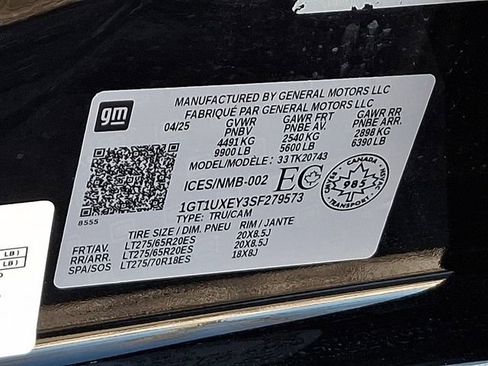 gm
MANUFACTURED BY GENERAL MOTORS LLC
FABRIQUÉ PAR GENERAL MOTORS LLC
04/25 GVWR GAWR FRT GAWR RR
PNBV PNBE AV. PNBE ARR.
4491 KG 2540 KG 2898 KG
9900 LB 5600 LB 6390 LB
MODEL/MODÈLE: 33TK20743
ICES/NMB-002 EC
CANADA
985
TRANSPORT
1GT1UXEY3SF279573
TYPE: TRU/CAM
8555
TIRE SIZE / DIM. PNEU RIM / JANTE
FRT/AV. LT275/65R20ES 20X8.5J
RR/ARR. LT275/65R20ES 20X8.5J
SPA/SOS LT275/70R18ES 18X8J
LB )
LB )